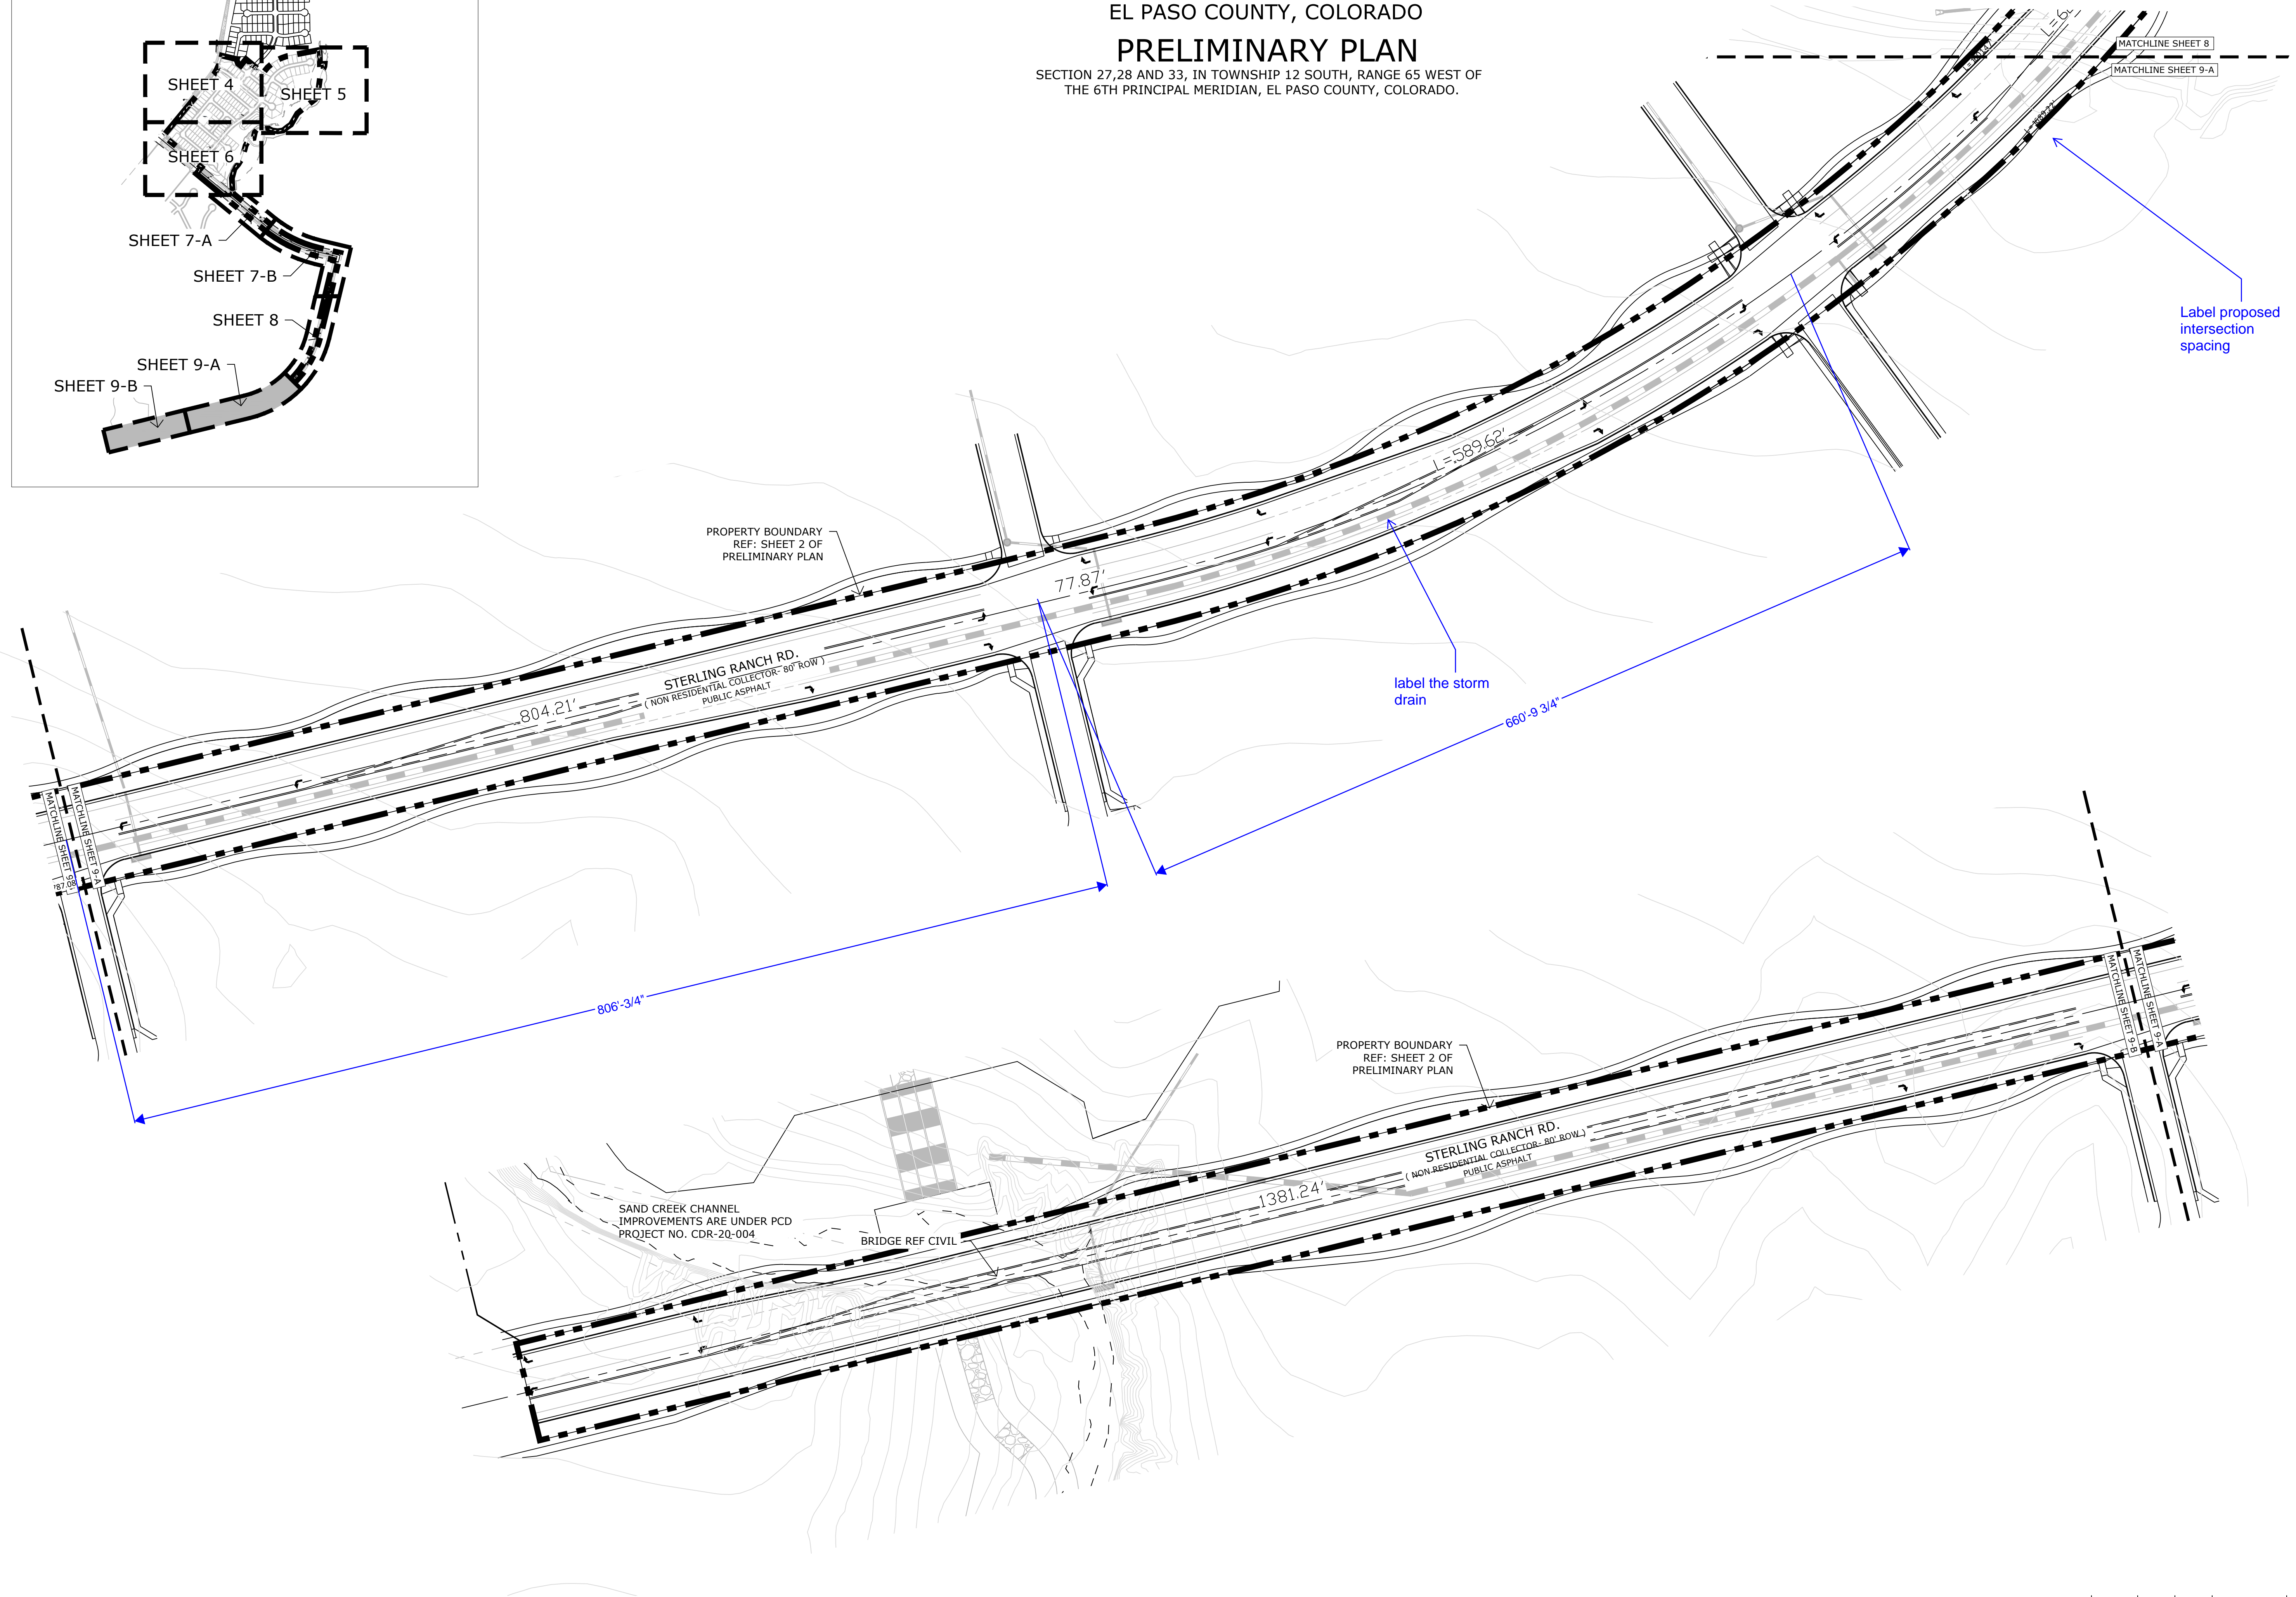 EL PASO COUNTY, COLORADO
PRELIMINARY PLAN
SECTION 27,28 AND 33, IN TOWNSHIP 12 SOUTH, RANGE 65 WEST OF
THE 6TH PRINCIPAL MERIDIAN, EL PASO COUNTY, COLORADO.
SHEET 4
SHEET 5
SHEET 6
SHEET 7-A
SHEET 7-B
SHEET 8
SHEET 9-A
SHEET 9-B
MATCHLINE SHEET 8
MATCHLINE SHEET 9-A
Label proposed
intersection
spacing
L=589.62'
PROPERTY BOUNDARY
REF: SHEET 2 OF
PRELIMINARY PLAN
77.87'
STERLING RANCH RD.
( NON RESIDENTIAL COLLECTOR- 80' ROW )
PUBLIC ASPHALT
804.21'
label the storm
drain
660'-9 3/4"
MATCHLINE SHEET 9-A
806'-3/4"
PROPERTY BOUNDARY
REF: SHEET 2 OF
PRELIMINARY PLAN
MATCHLINE SHEET 9-B
MATCHLINE SHEET 9-A
STERLING RANCH RD.
( NON RESIDENTIAL COLLECTOR- 80' ROW )
PUBLIC ASPHALT
1381.24'
SAND CREEK CHANNEL
IMPROVEMENTS ARE UNDER PCD
PROJECT NO. CDR-20-004
BRIDGE REF CIVIL